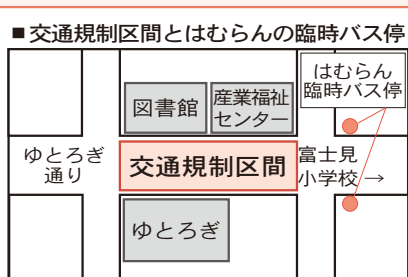 ■交通規制区間とはむらんの臨時バス停
はむらん
臨時バス停
図書館
産業福祉
センター
ゆとろぎ
通り
交通規制区間
富士見
小学校→
ゆとろぎ